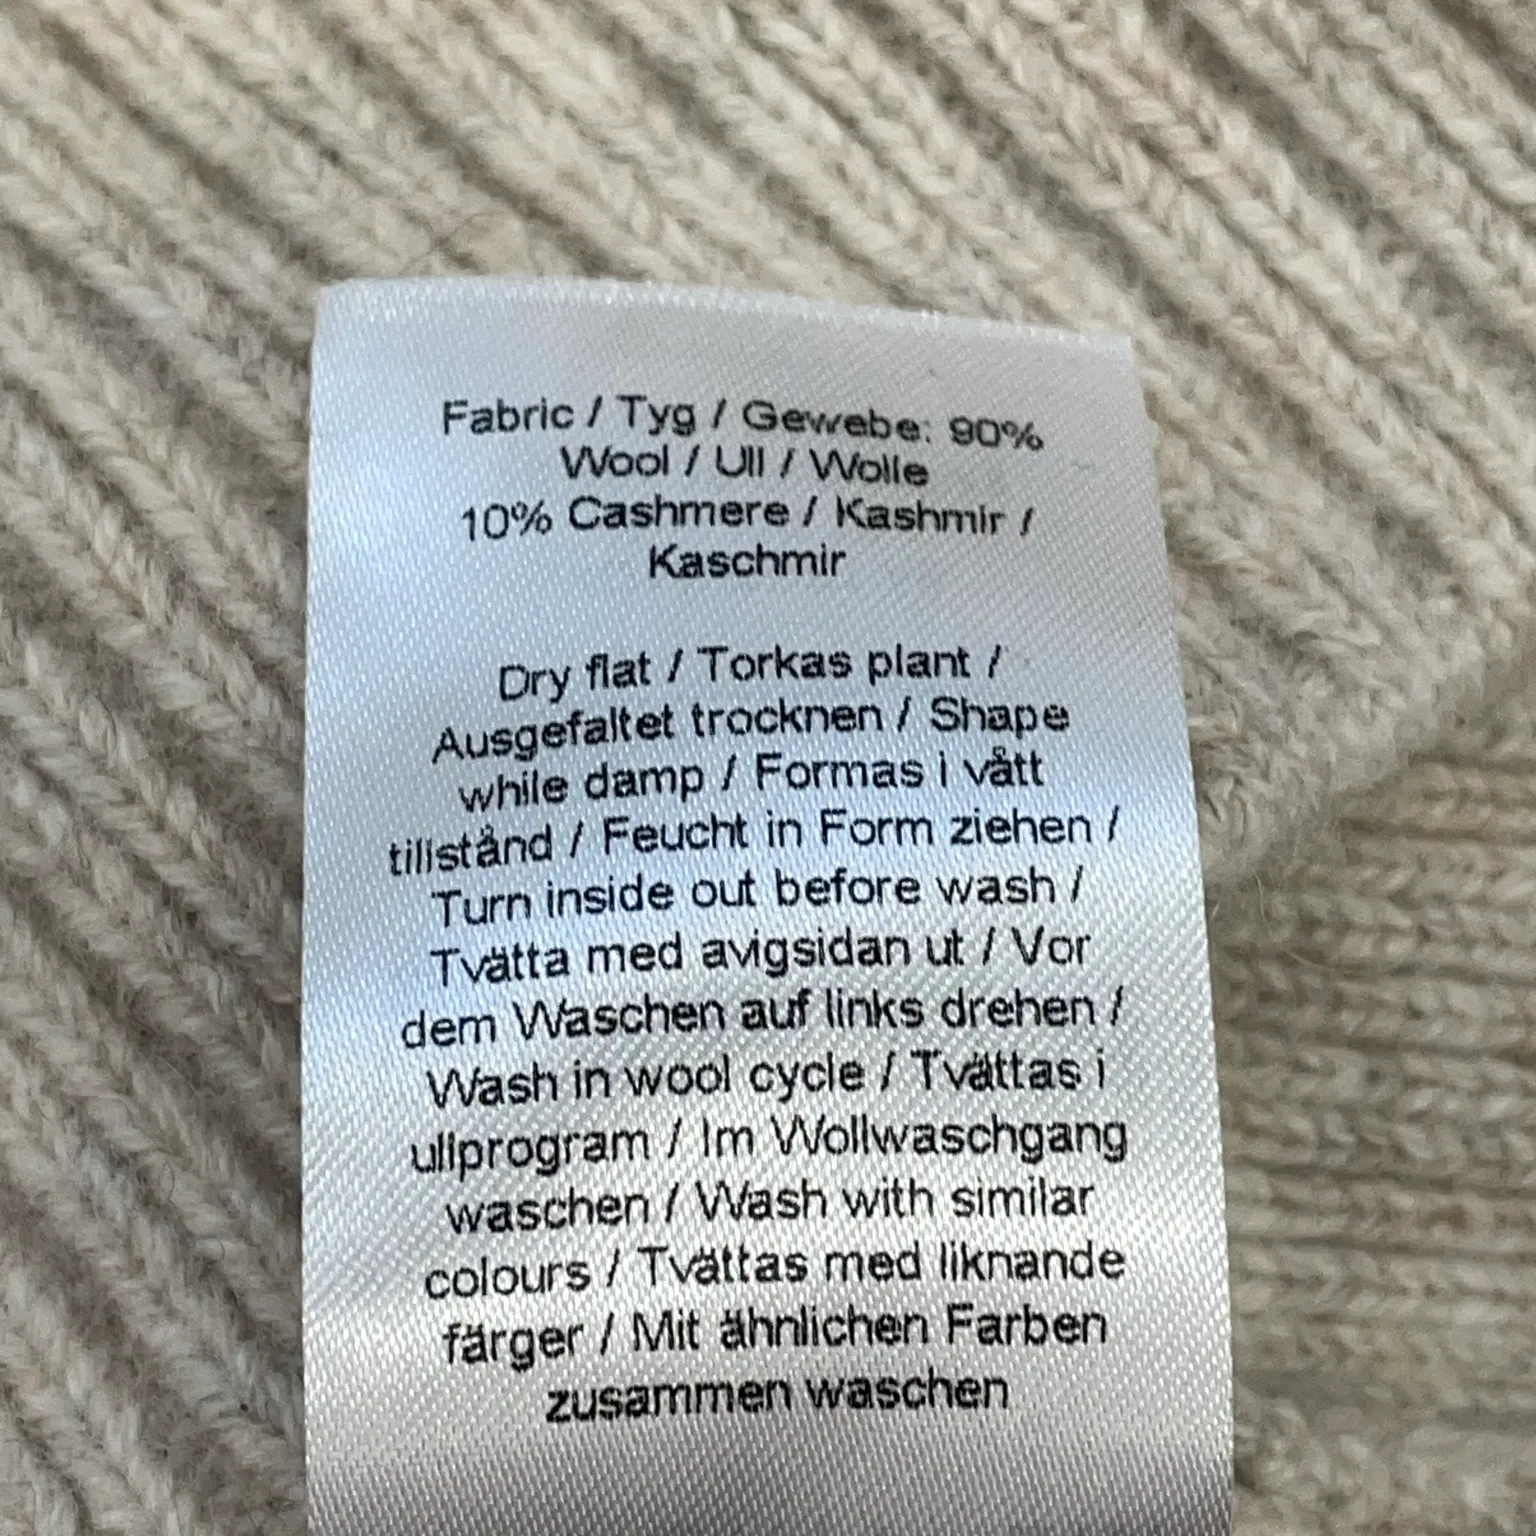 Fabric / Tyg / Gewebe: 90%
Wool / Ull / Wolle
10% Cashmere / Kashmir /
Kaschmir
Dry flat / Torkas plant /
Ausgefaltet trocknen / Shape
while damp / Formas i vått
tillstånd / Feucht in Form ziehen /
Turn inside out before wash /
Tvätta med avigsidan ut / Vor
dem Waschen auf links drehen /
Wash in wool cycle / Tvättas i
ullprogram / Im Wollwaschgang
waschen / Wash with similar
colours / Tvättas med liknande
färger / Mit ähnlichen Farben
zusammen waschen